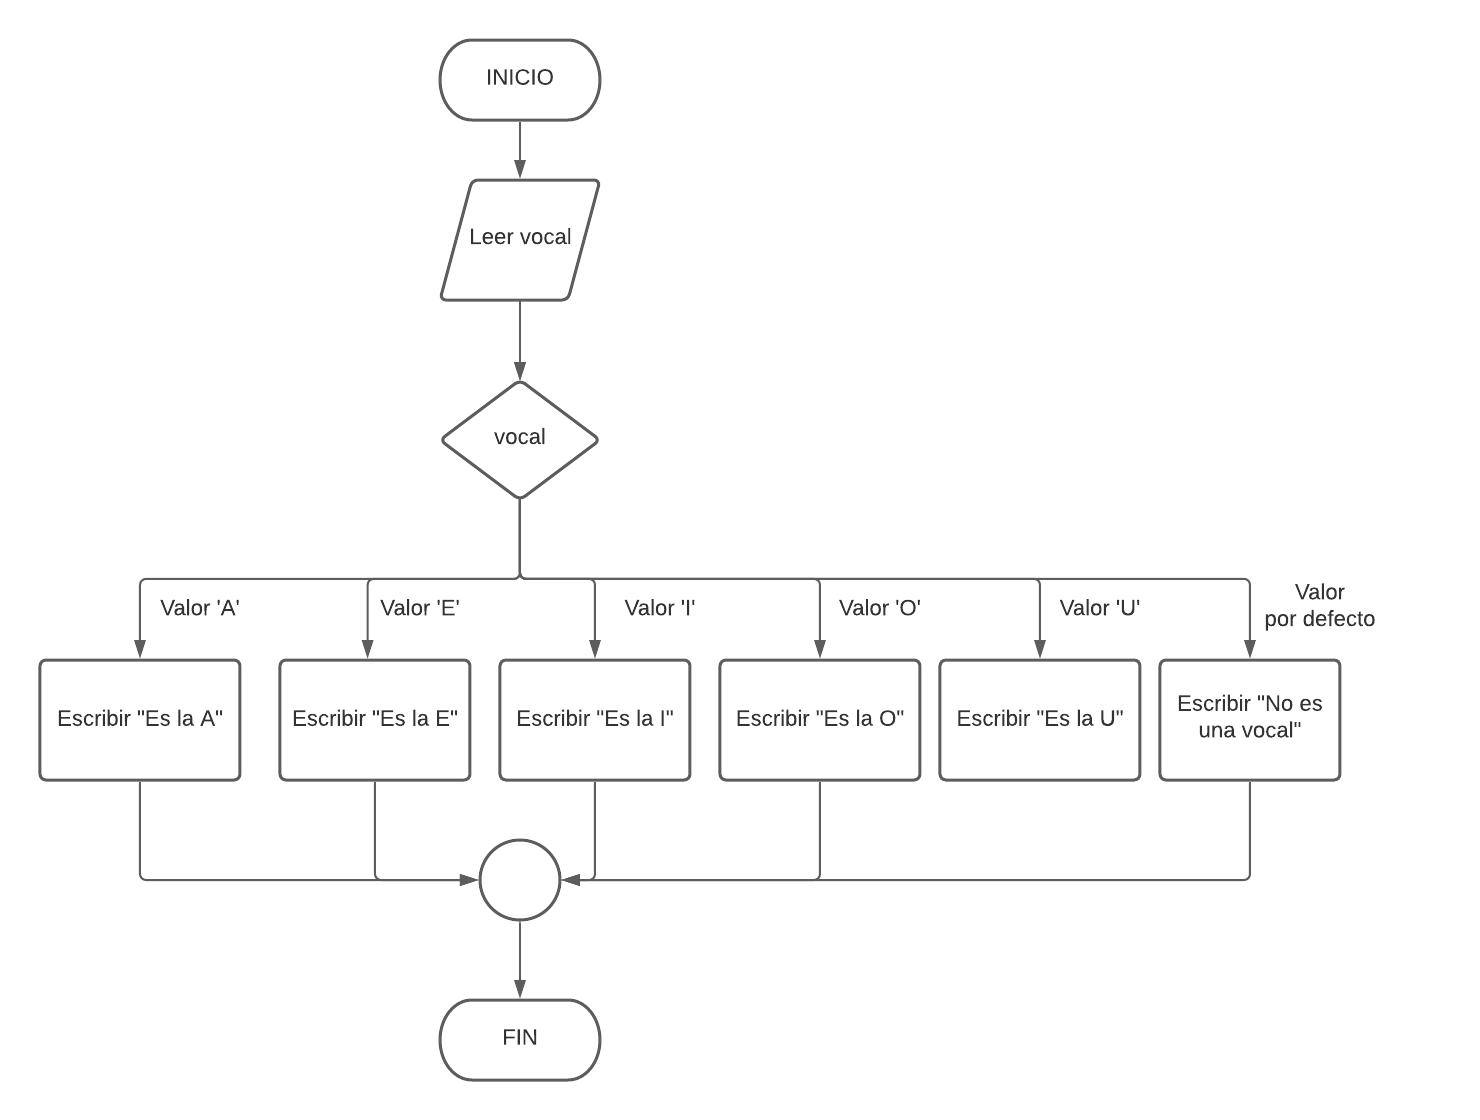 INICIO
Leer vocal
vocal
Valor 'A'
Valor 'E'
Valor 'I'
Valor 'O'
Valor 'U'
Valor
por defecto
Escribir "Es la A"
Escribir "Es la E"
Escribir "Es la I"
Escribir "Es la O"
Escribir "Es la U"
Escribir "No es
una vocal"
FIN